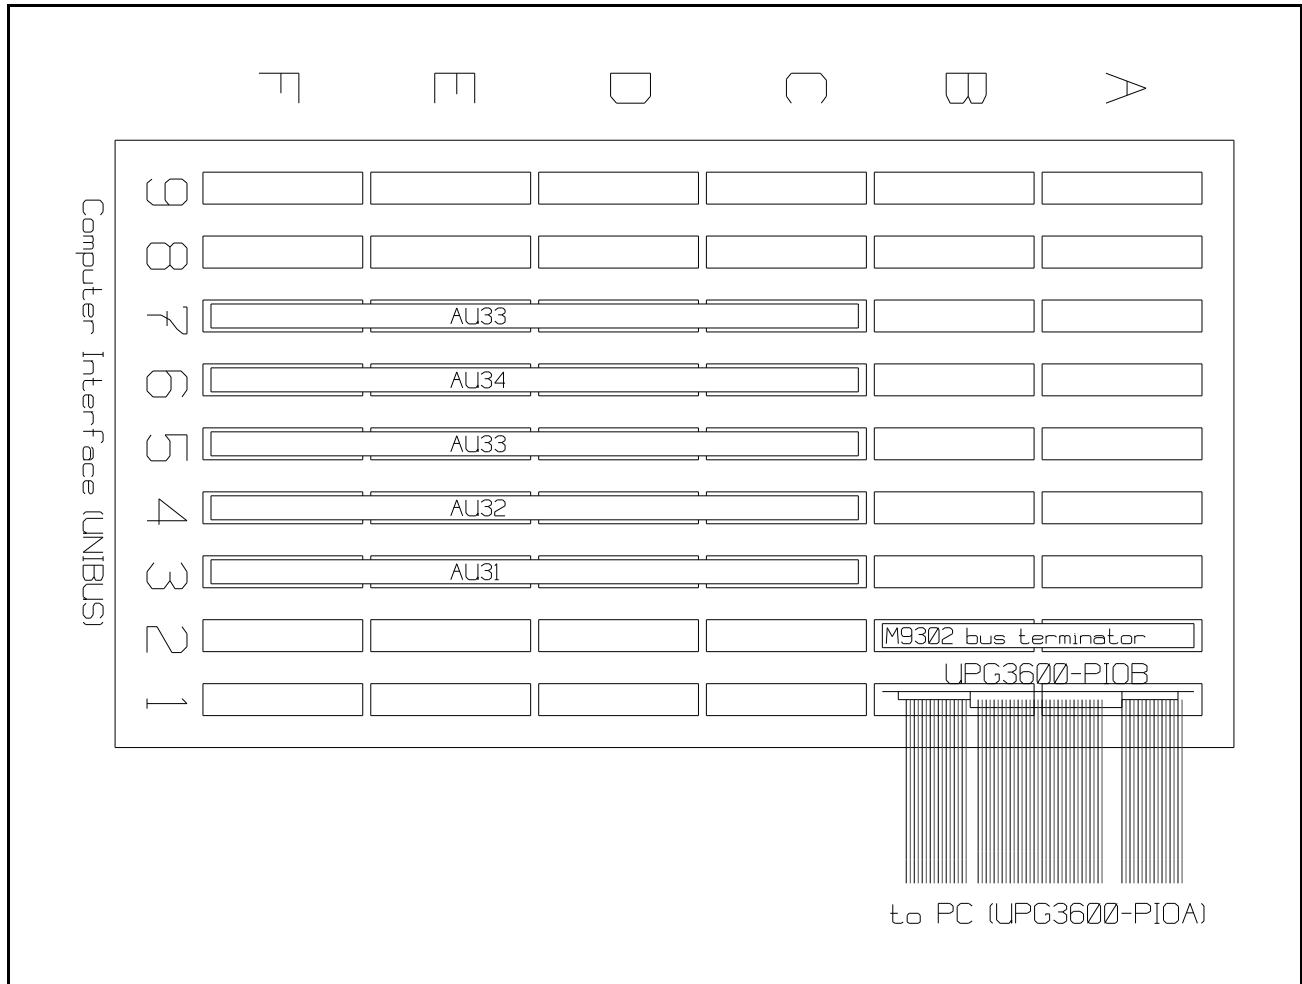 F E D C B A
9
8
7 AU33
6 AU34
5 AU33
4 AU32
3 AU31
2 M9302 bus terminator
UPG3600-PIOB
1
Computer Interface (UNIBUS)
to PC (UPG3600-PIOA)